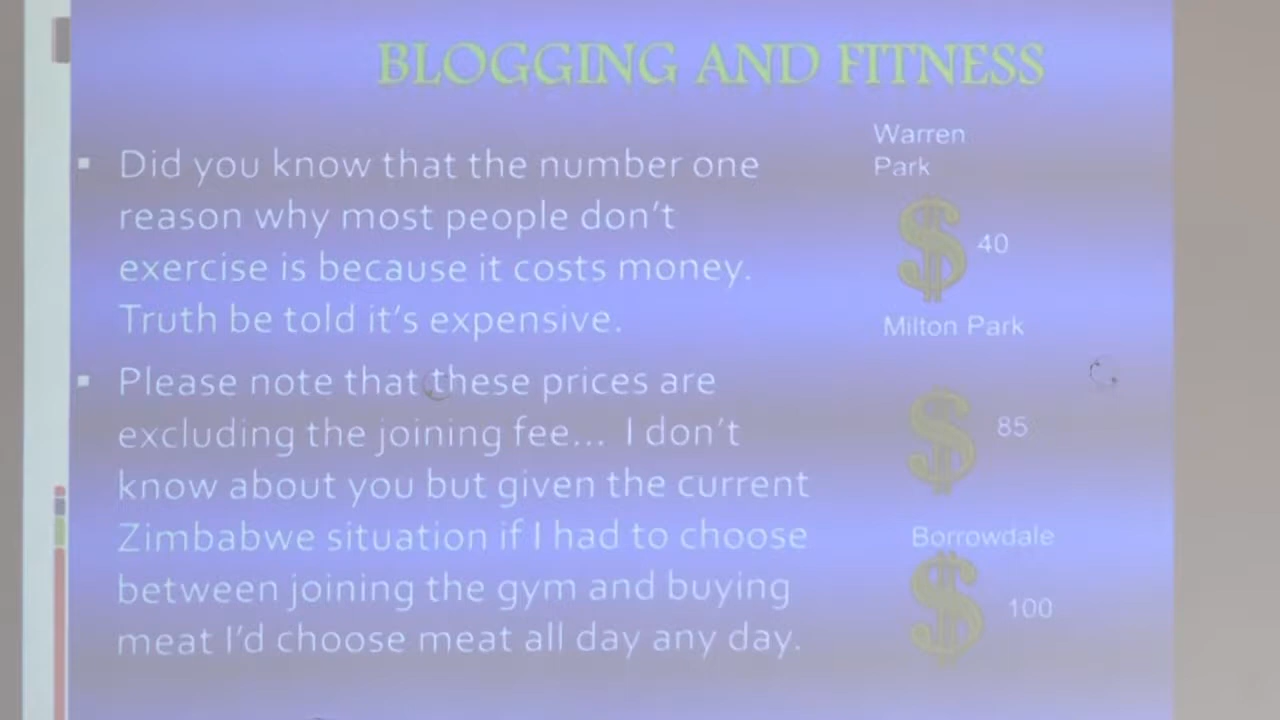 BLOGGING AND FITNESS
Did you know that the number one
reason why most people don't
exercise is because it costs money.
Truth be told it's expensive.
Please note that these prices are
excluding the joining fee... I don't
know about you but given the current
Zimbabwe situation if I had to choose
between joining the gym and buying
meat I'd choose meat all day any day.
Warren
Park
$ 40
Milton Park
$ 85
Borrowdale
$ 100